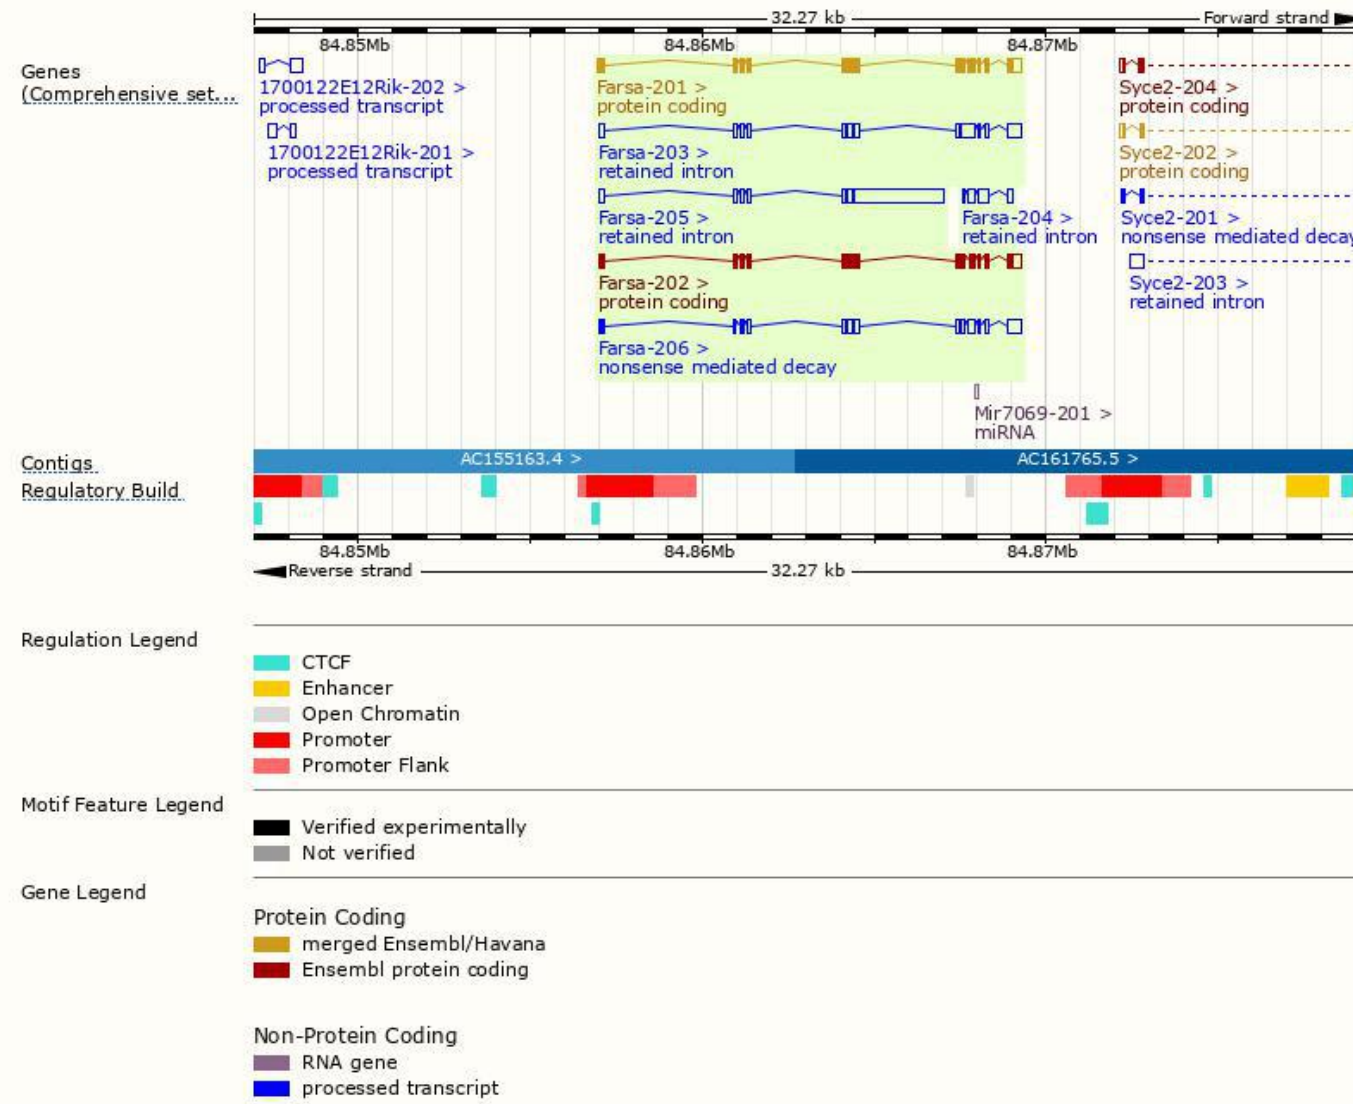 32.27 kb
Forward strand
84.85Mb 84.86Mb 84.87Mb
Genes
(Comprehensive set...
1700122E12Rik-202 >
processed transcript
Farsa-201 >
protein coding
Syce2-204 >
protein coding
1700122E12Rik-201 >
processed transcript
Farsa-203 >
retained intron
Syce2-202 >
protein coding
Farsa-205 >
retained intron
Farsa-204 >
retained intron
Syce2-201 >
nonsense mediated decay
Farsa-202 >
protein coding
Syce2-203 >
retained intron
Farsa-206 >
nonsense mediated decay
Mir7069-201 >
miRNA
Contigs
AC155163.4 >
AC161765.5 >
Regulatory Build
84.85Mb 84.86Mb 84.87Mb
Reverse strand
32.27 kb
Regulation Legend
CTCF
Enhancer
Open Chromatin
Promoter
Promoter Flank
Motif Feature Legend
Verified experimentally
Not verified
Gene Legend
Protein Coding
merged Ensembl/Havana
Ensembl protein coding
Non-Protein Coding
RNA gene
processed transcript